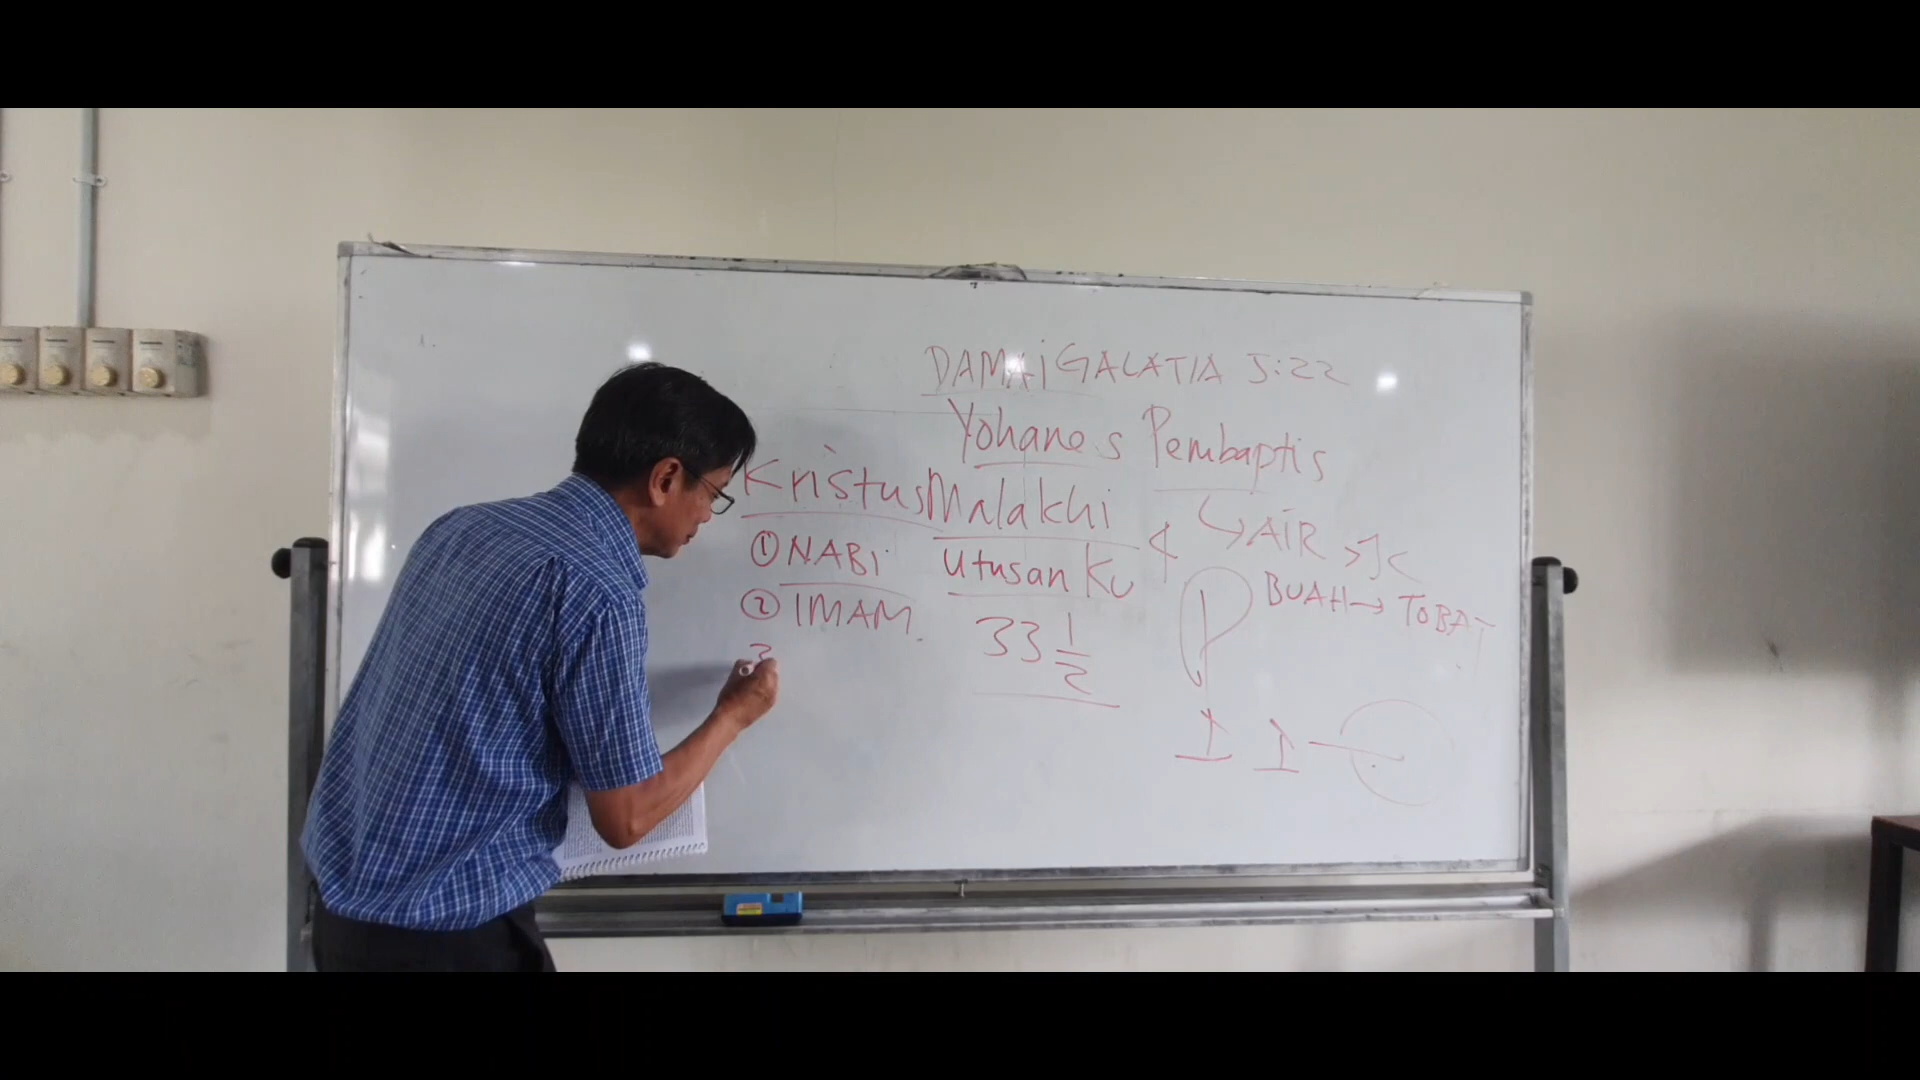 DAMAI GALATIA 5:22
Yohanes Pembaptis
Kristus Malakhi
AIR
① NABI
Utusan Ku
② IMAM.
BUAH → TOBAT
33 1/2
3